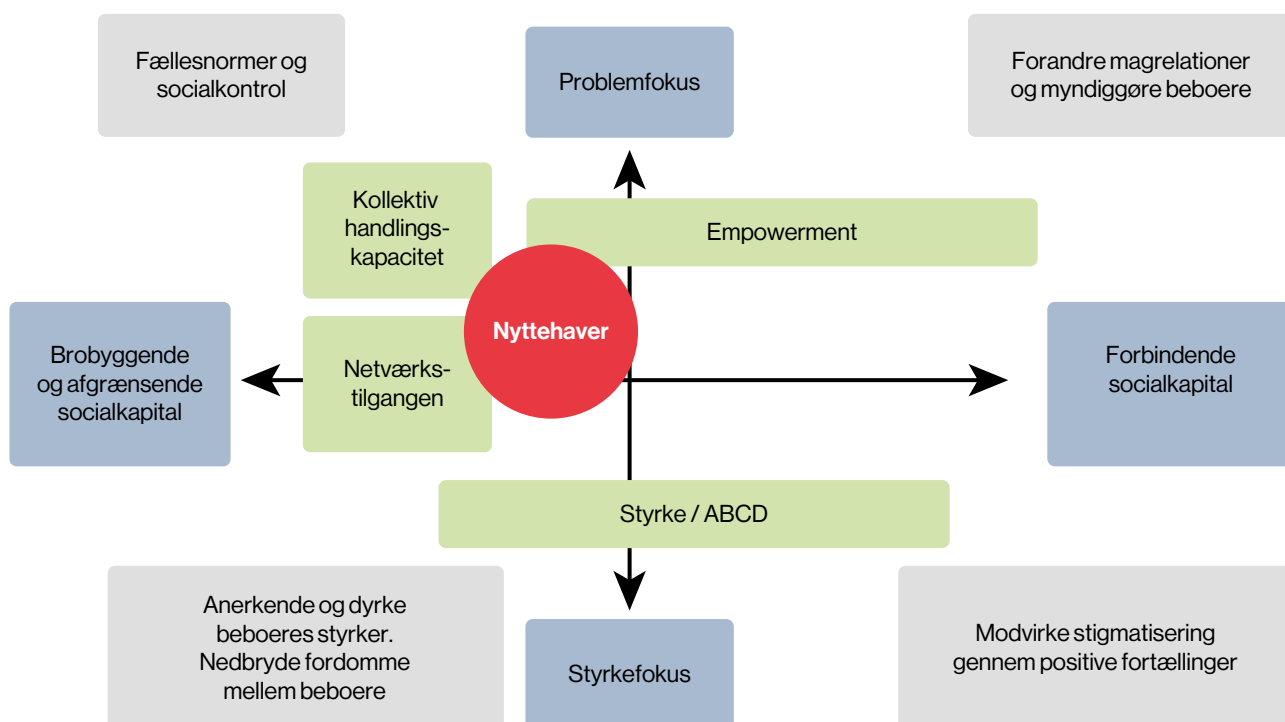 Fællesnormer og
socialkontrol
Problemfokus
Forandre magrelationer
og myndiggøre beboere
Kollektiv
handlings-
kapacitet
Empowerment
Nyttehaver
Brobyggende
og afgrænsende
socialkapital
Netværks-
tilgangen
Forbindende
socialkapital
Styrke / ABCD
Anerkende og dyrke
beboeres styrker.
Nedbryde fordomme
mellem beboere
Styrkefokus
Modvirke stigmatisering
gennem positive fortællinger